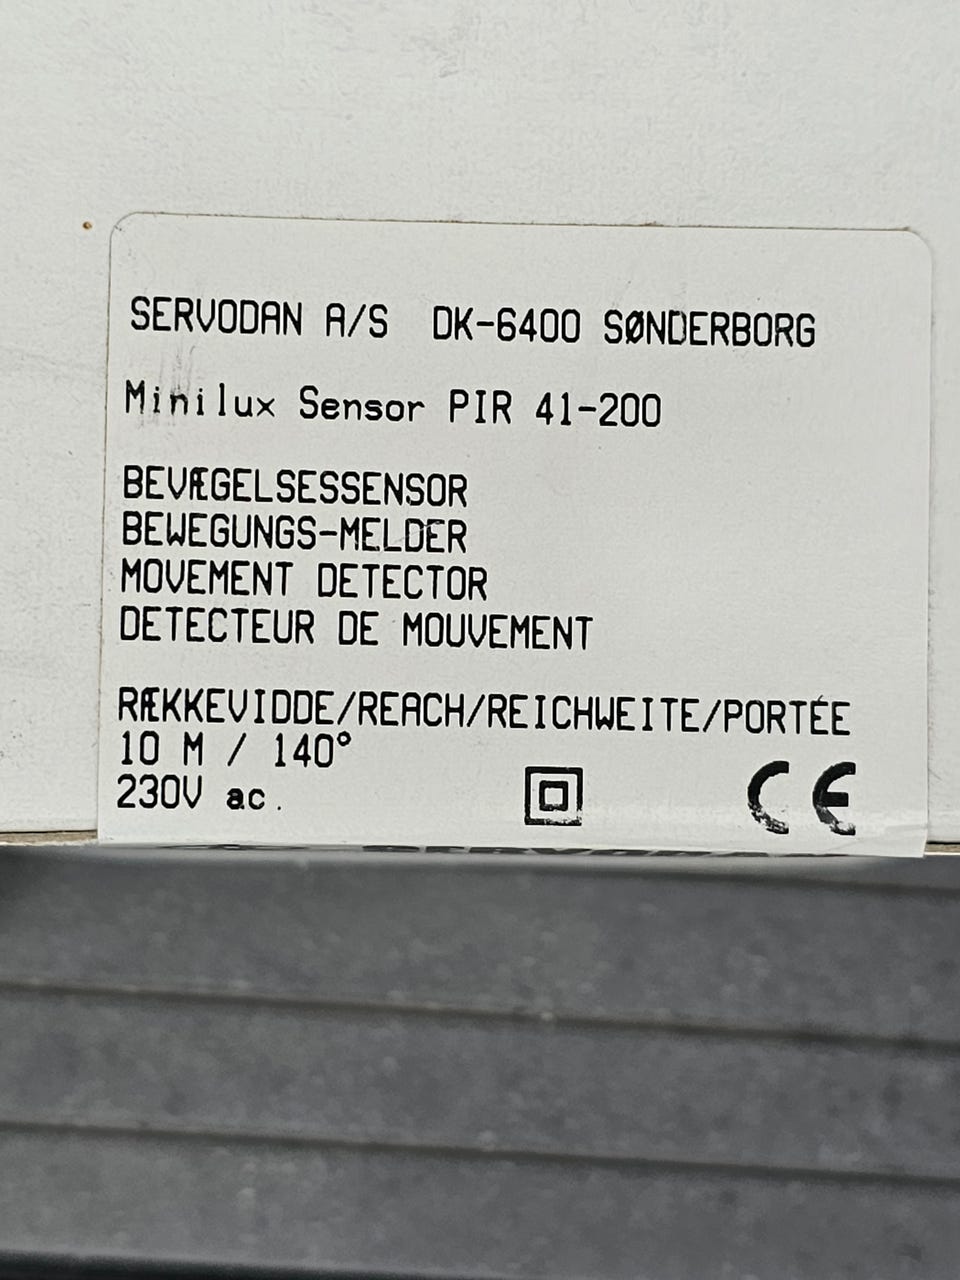 SERVODAN A/S DK-6400 SØNDERBORG
Minilux Sensor PIR 41-200
BEVÆGELSESSENSOR
BEWEGUNGS-MELDER
MOVEMENT DETECTOR
DETECTEUR DE MOUVEMENT
RÆKKEVIDDE/REACH/REICHWEITE/PORTÉE
10 M / 140°
230V ac.
CE